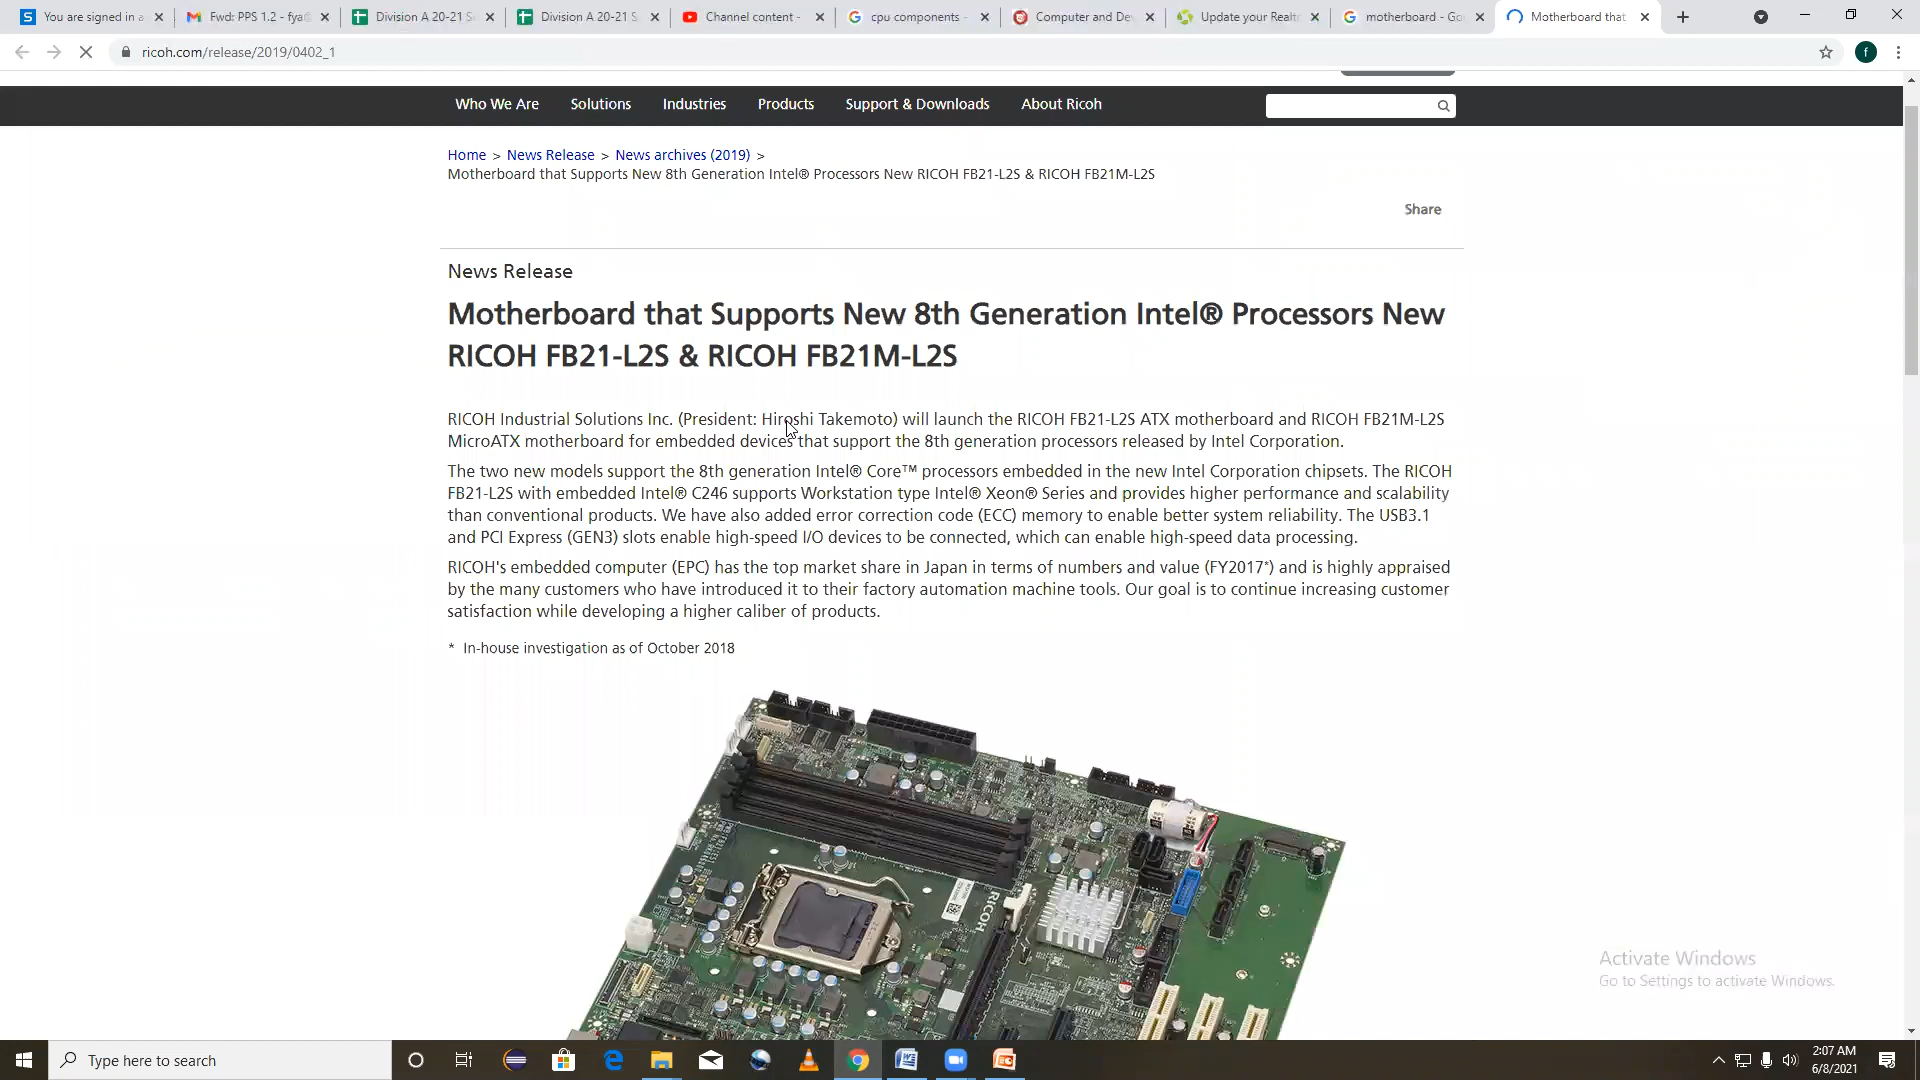 You are signed in a
Fwd: PPS 1.2 - fya
Division A 20-21 S
Division A 20-21 S
Channel content -
cpu components -
Computer and De
Update your Realt
motherboard - Go
Motherboard that
ricoh.com/release/2019/0402_1
Who We Are Solutions Industries Products Support & Downloads About Ricoh
Home > News Release > News archives (2019) >
Motherboard that Supports New 8th Generation Intel® Processors New RICOH FB21-L2S & RICOH FB21M-L2S
Share
News Release
Motherboard that Supports New 8th Generation Intel® Processors New
RICOH FB21-L2S & RICOH FB21M-L2S
RICOH Industrial Solutions Inc. (President: Hiroshi Takemoto) will launch the RICOH FB21-L2S ATX motherboard and RICOH FB21M-L2S
MicroATX motherboard for embedded devices that support the 8th generation processors released by Intel Corporation.
The two new models support the 8th generation Intel® Core™ processors embedded in the new Intel Corporation chipsets. The RICOH
FB21-L2S with embedded Intel® C246 supports Workstation type Intel® Xeon® Series and provides higher performance and scalability
than conventional products. We have also added error correction code (ECC) memory to enable better system reliability. The USB3.1
and PCI Express (GEN3) slots enable high-speed I/O devices to be connected, which can enable high-speed data processing.
RICOH's embedded computer (EPC) has the top market share in Japan in terms of numbers and value (FY2017*) and is highly appraised
by the many customers who have introduced it to their factory automation machine tools. Our goal is to continue increasing customer
satisfaction while developing a higher caliber of products.
* In-house investigation as of October 2018
RICOH
Activate Windows
Go to Settings to activate Windows.
Type here to search
2:07 AM
6/8/2021